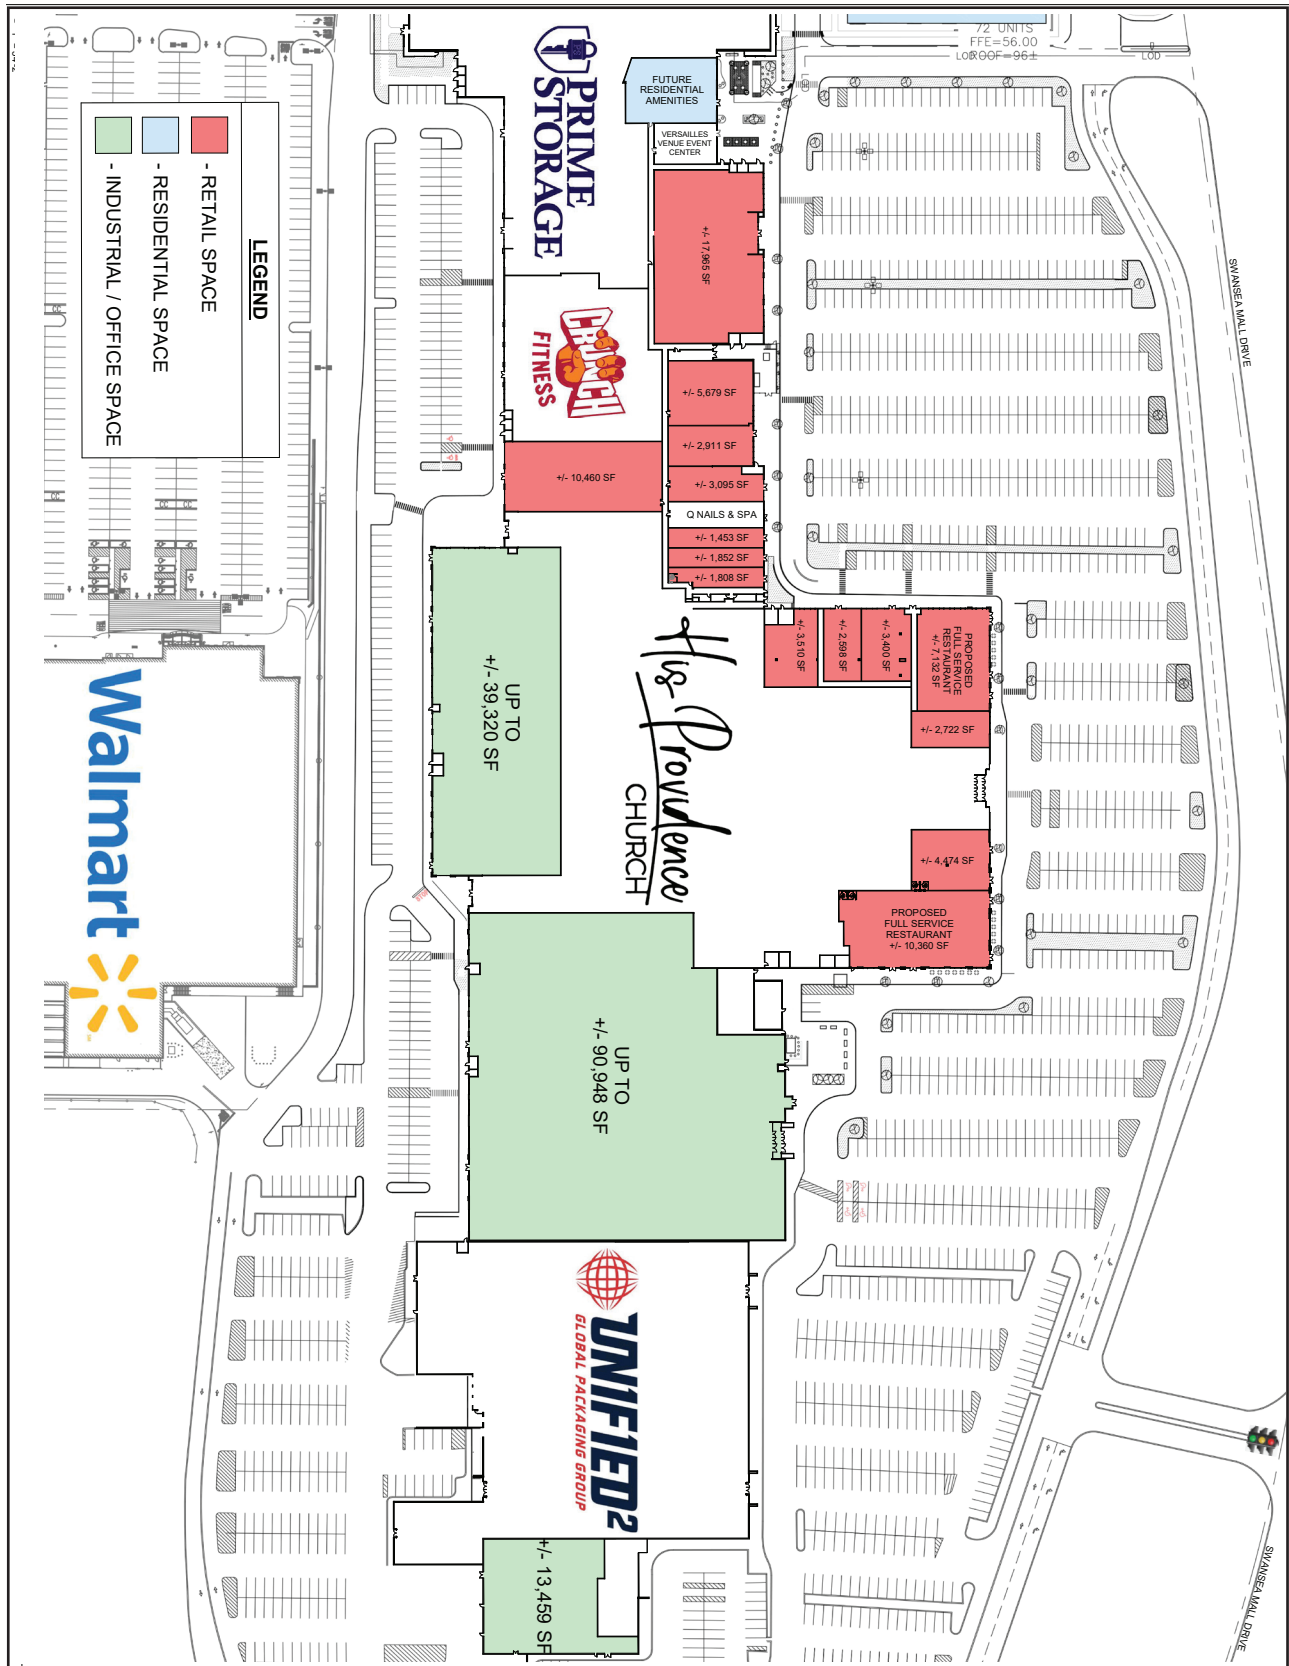 72 UNITS
FFE=56.00
LOD
ROOF=96±
LOD
PRIME
STORAGE
FUTURE
RESIDENTIAL
AMENITIES
VERSAILLES
VENUE EVENT
CENTER
LEGEND
- RETAIL SPACE
- RESIDENTIAL SPACE
- INDUSTRIAL / OFFICE SPACE
+/- 17,965 SF
SWANSEA MALL DRIVE
CRUNCH
FITNESS
+/- 5,679 SF
+/- 2,911 SF
+/- 10,460 SF
+/- 3,095 SF
Q NAILS & SPA
+/- 1,453 SF
+/- 1,852 SF
+/- 1,808 SF
+/- 3,510 SF
+/- 2,598 SF
+/- 3,400 SF
PROPOSED
FULL SERVICE
RESTAURANT
+/- 7,132 SF
+/- 2,722 SF
UP TO
+/- 39,320 SF
His Providence
CHURCH
Walmart
+/- 4,474 SF
PROPOSED
FULL SERVICE
RESTAURANT
+/- 10,360 SF
UP TO
+/- 90,948 SF
UN1F1ED²
GLOBAL PACKAGING GROUP
+/- 13,459 SF
SWANSEA MALL DRIVE